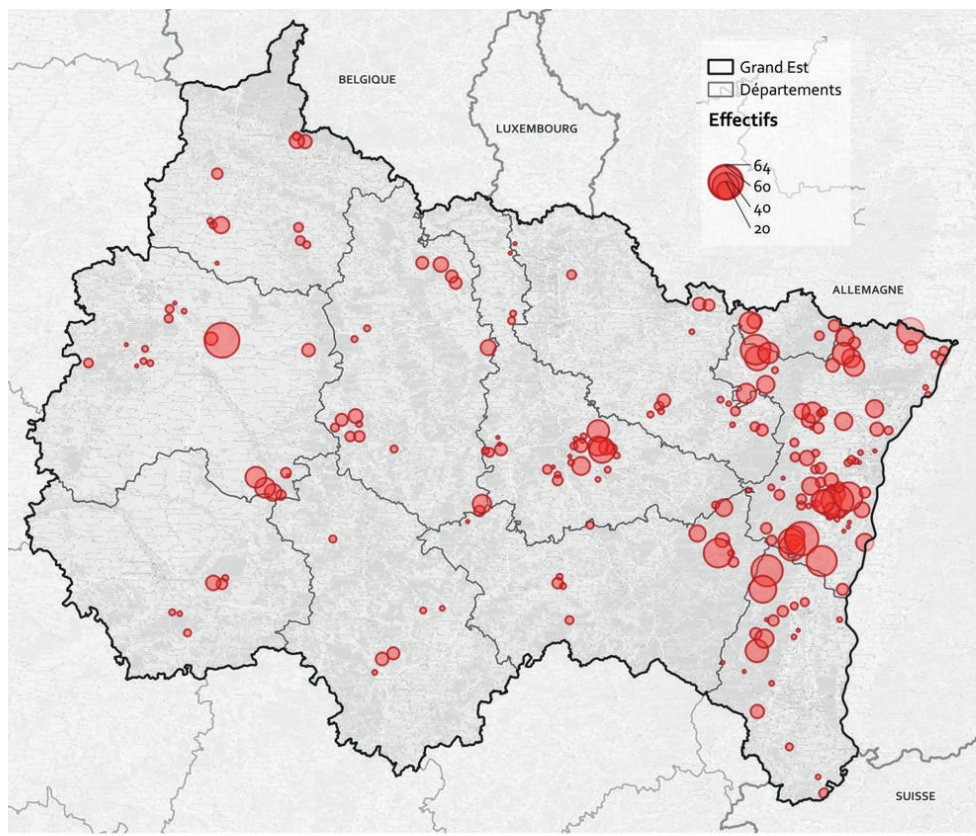 Grand Est
BELGIQUE
Départements
Effectifs
LUXEMBOURG
64
60
40
20
ALLEMAGNE
SUISSE